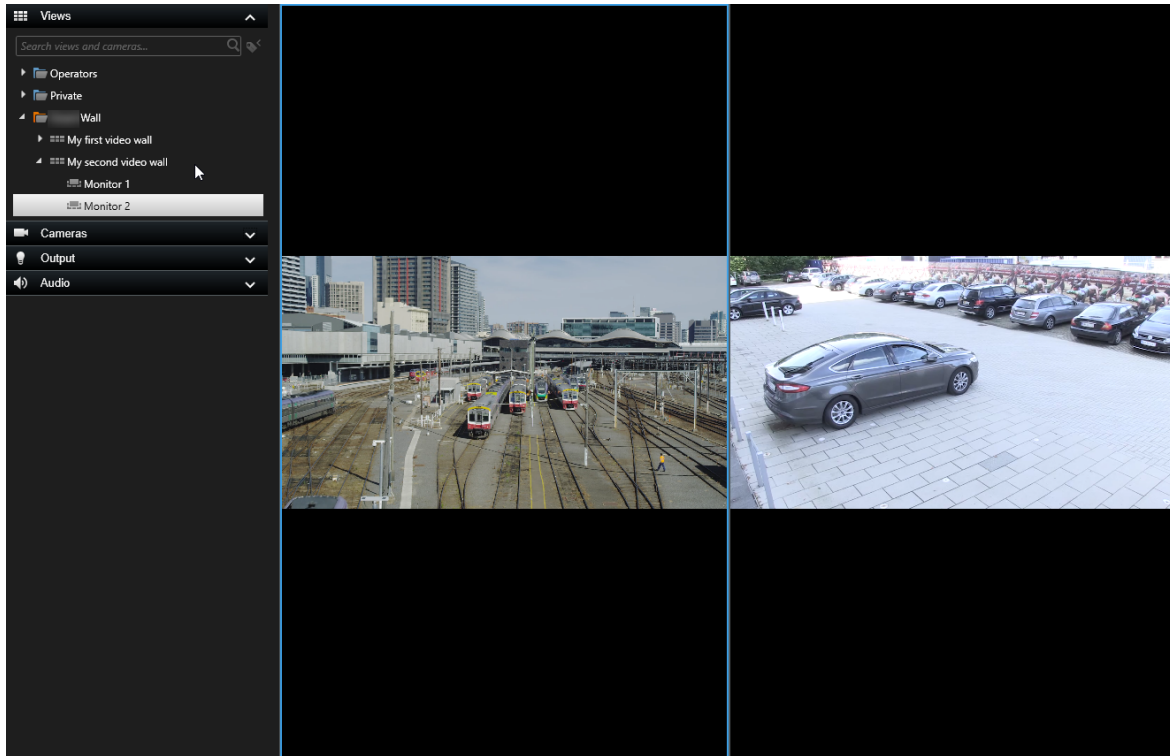 Views
Search views and cameras...
Operators
Private
Wall
My first video wall
My second video wall
Monitor 1
Monitor 2
Cameras
Output
Audio